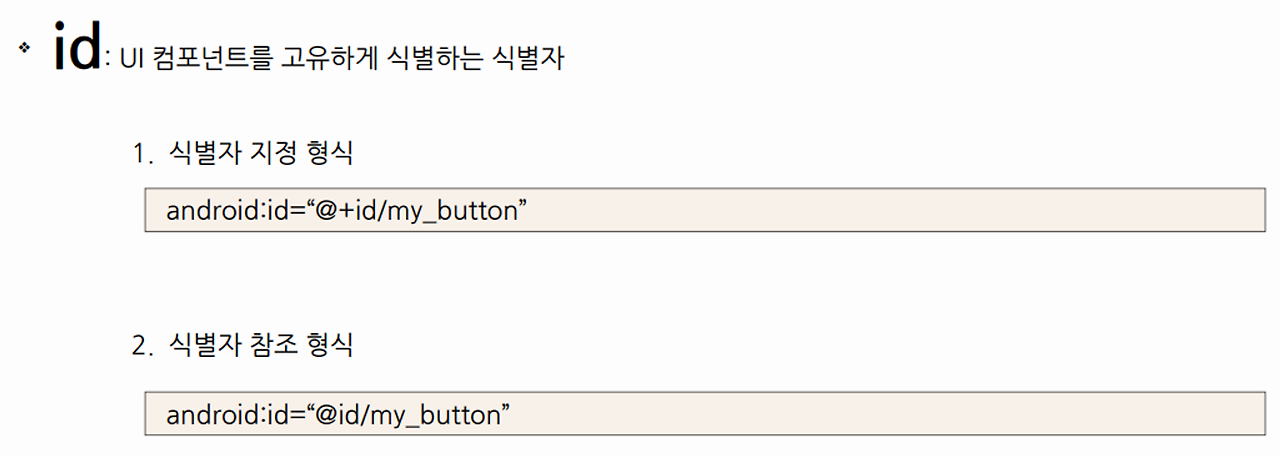 ❖ id: UI 컴포넌트를 고유하게 식별하는 식별자
1. 식별자 지정 형식
android:id=“@+id/my_button”
2. 식별자 참조 형식
android:id=“@id/my_button”